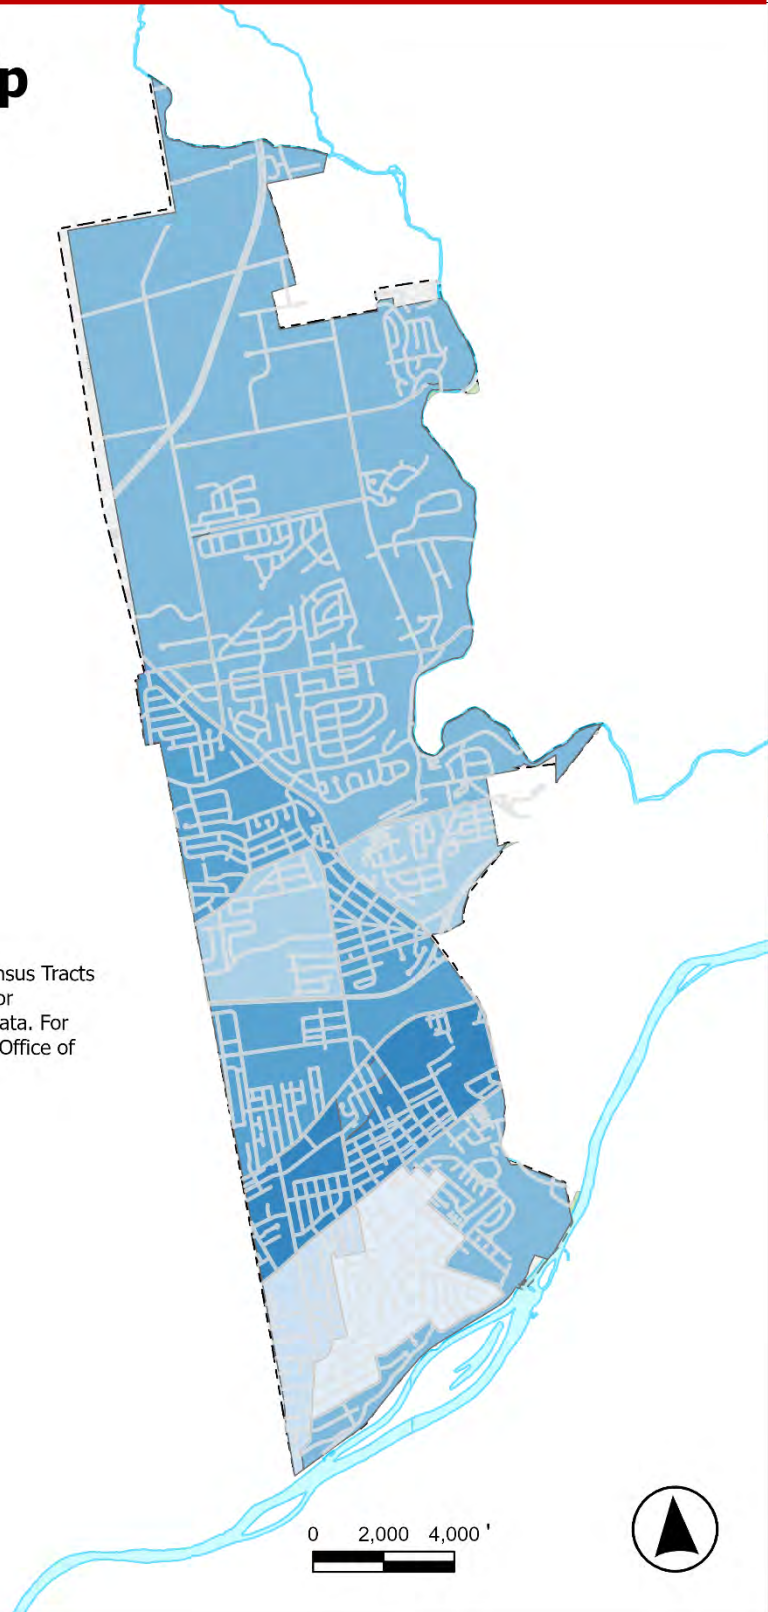 p
nsus Tracts
or
ata. For
Office of
0 2,000 4,000 '